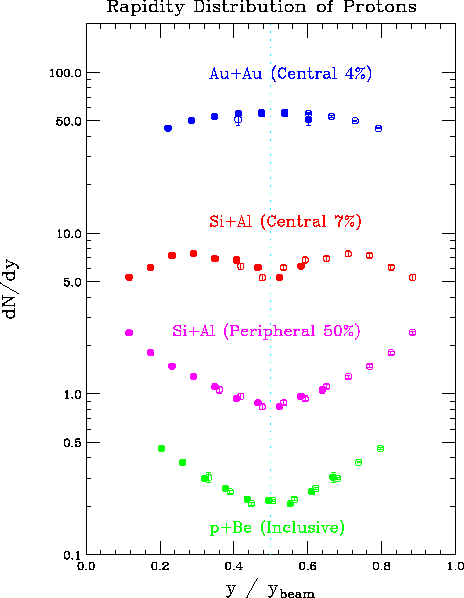 Rapidity Distribution of Protons
Au+Au (Central 4%)
100.0
50.0
Si+Al (Central 7%)
10.0
5.0
Si+Al (Peripheral 50%)
1.0
0.5
p+Be (Inclusive)
0.1
dN/dy
0.0 0.2 0.4 0.6 0.8 1.0
y / y_beam